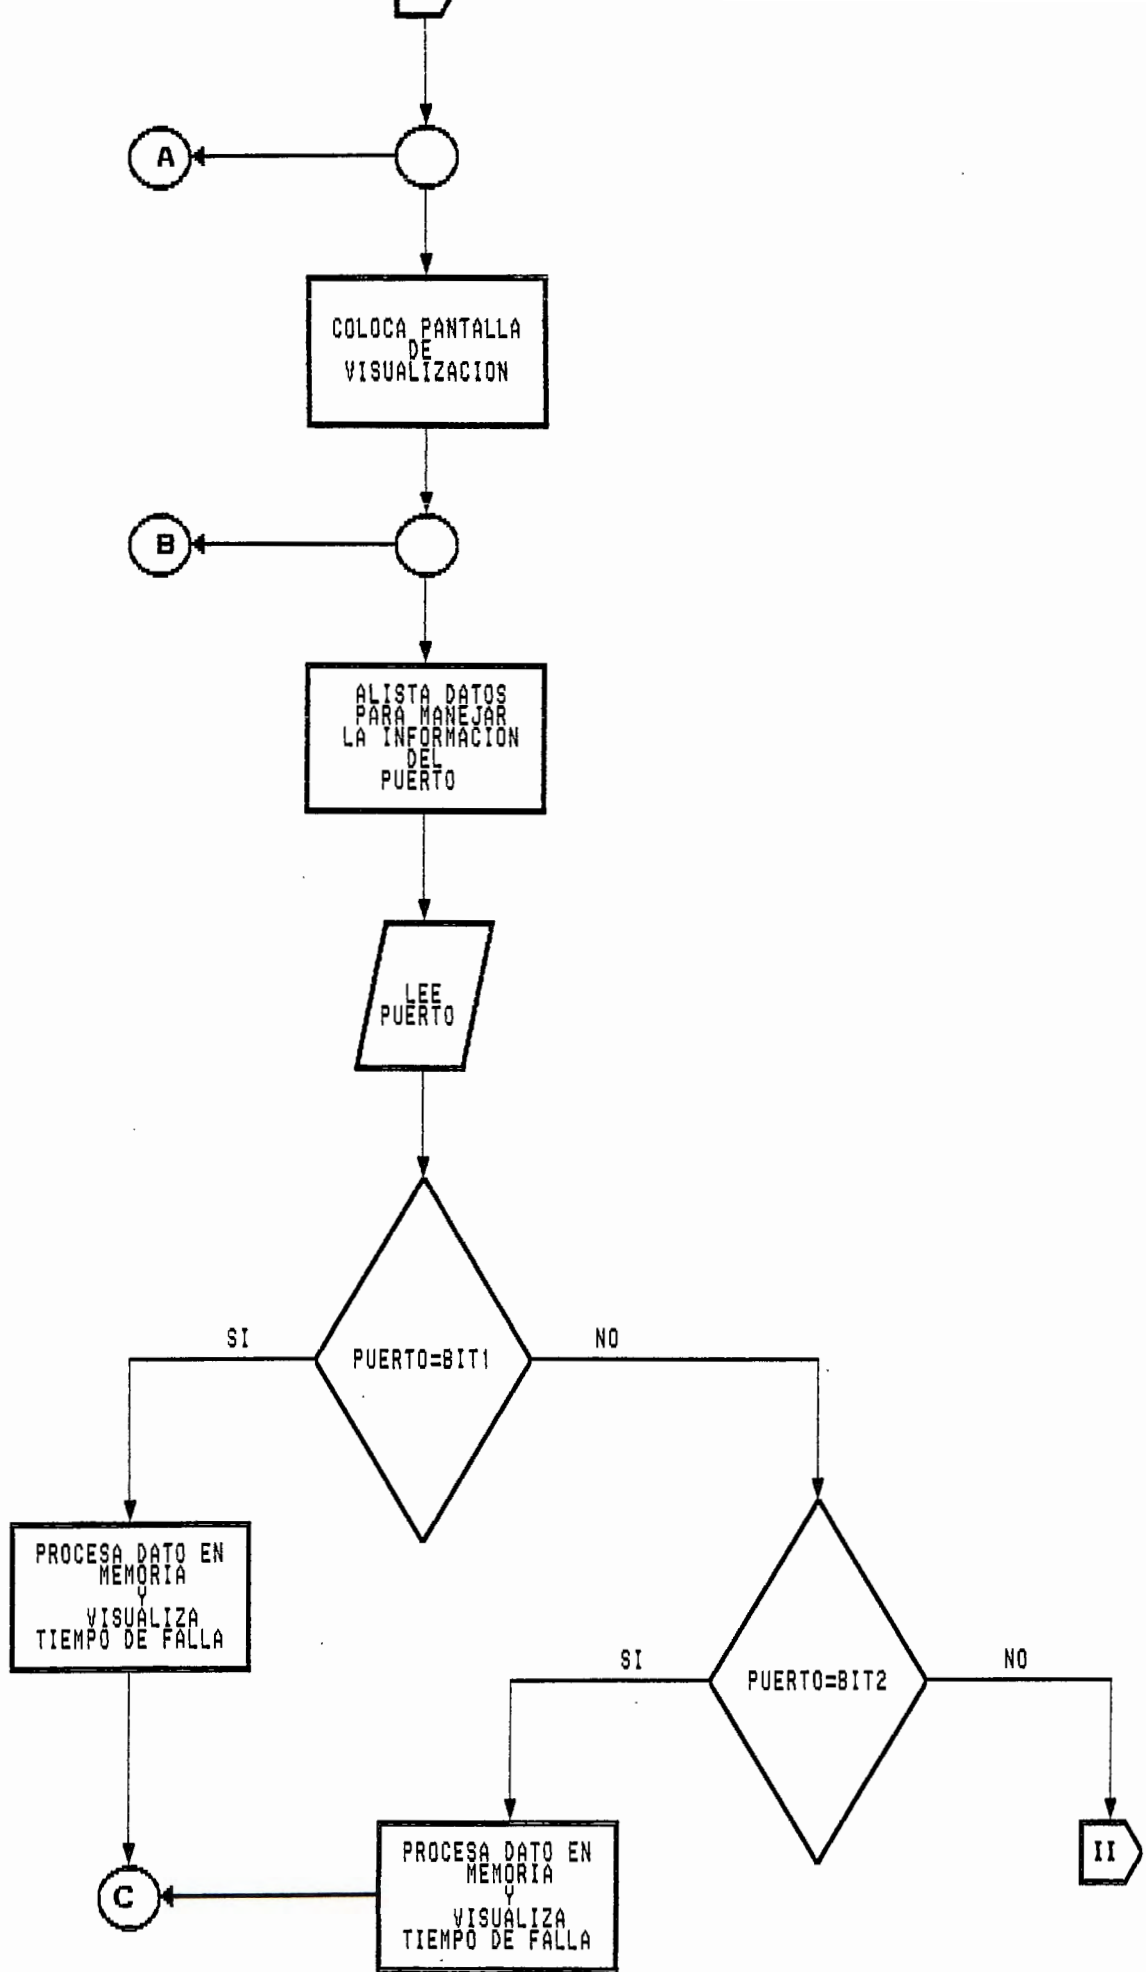 A
COLOCA PANTALLA
DE
VISUALIZACION
B
ALISTA DATOS
PARA MANEJAR
LA INFORMACION
DEL
PUERTO
LEE
PUERTO
SI
PUERTO=BIT1
NO
PROCESA DATO EN
MEMORIA
Y
VISUALIZA
TIEMPO DE FALLA
SI
PUERTO=BIT2
NO
PROCESA DATO EN
MEMORIA
Y
VISUALIZA
TIEMPO DE FALLA
II
C